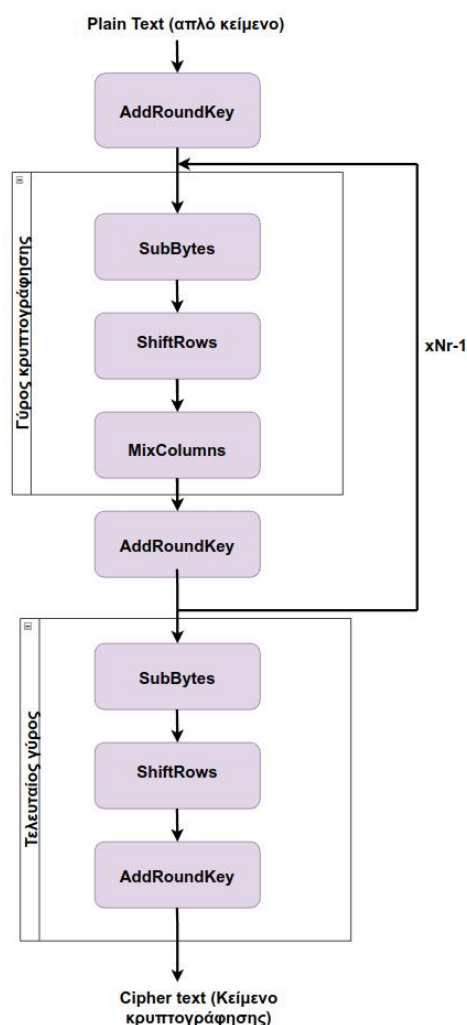 Plain Text (απλό κείμενο)
AddRoundKey
Γύρος κρυπτογράφησης
SubBytes
ShiftRows
MixColumns
xNr-1
AddRoundKey
Τελευταίος γύρος
SubBytes
ShiftRows
AddRoundKey
Cipher text (Κείμενο
κρυπτογράφησης)